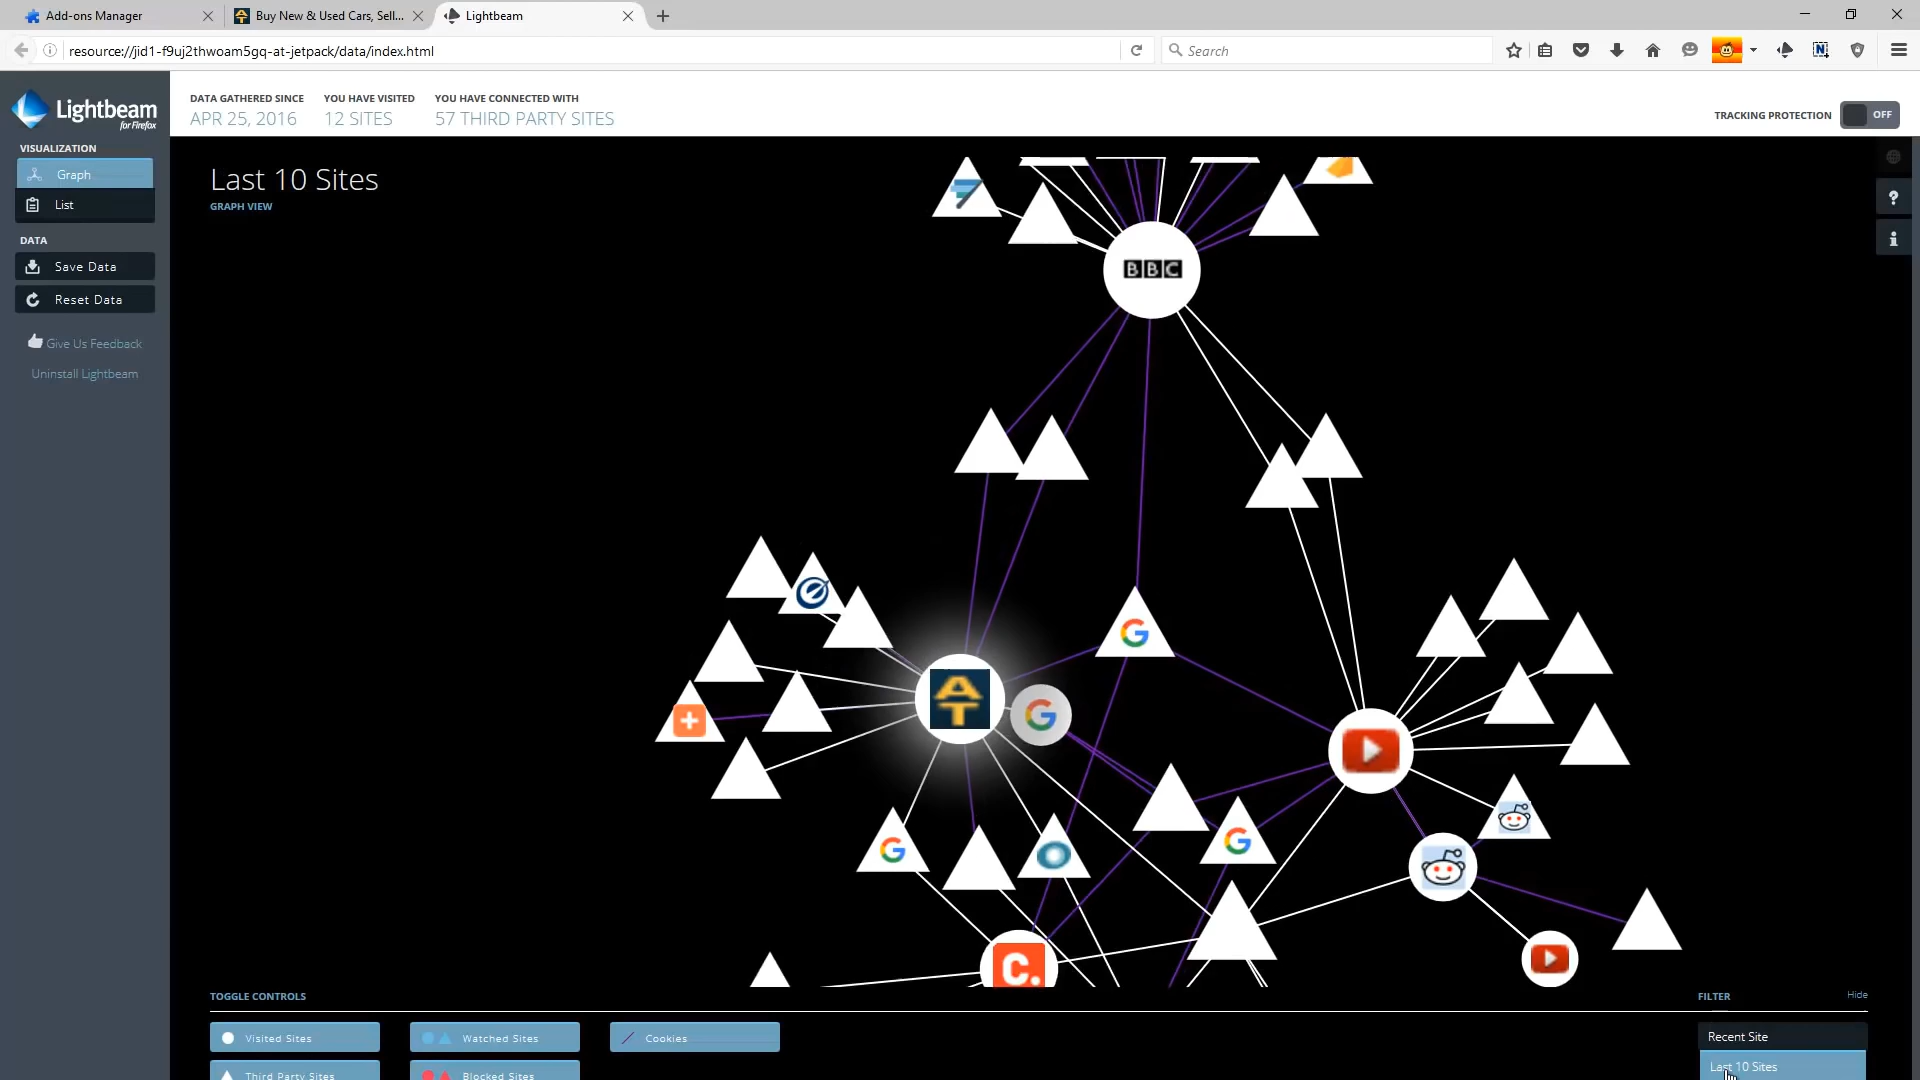 Add-ons Manager
Buy New & Used Cars, Sell...
Lightbeam
resource://jid1-f9uj2thwoam5gq-at-jetpack/data/index.html
Search
Lightbeam
for Firefox
DATA GATHERED SINCE
APR 25, 2016
YOU HAVE VISITED
12 SITES
YOU HAVE CONNECTED WITH
57 THIRD PARTY SITES
TRACKING PROTECTION
OFF
VISUALIZATION
Graph
List
DATA
Save Data
Reset Data
Give Us Feedback
Uninstall Lightbeam
Last 10 Sites
GRAPH VIEW
BBC
G
AT
G
G
G
C.
TOGGLE CONTROLS
Visited Sites
Watched Sites
Cookies
Third Party Sites
Blocked Sites
FILTER
Hide
Recent Site
Last 10 Sites